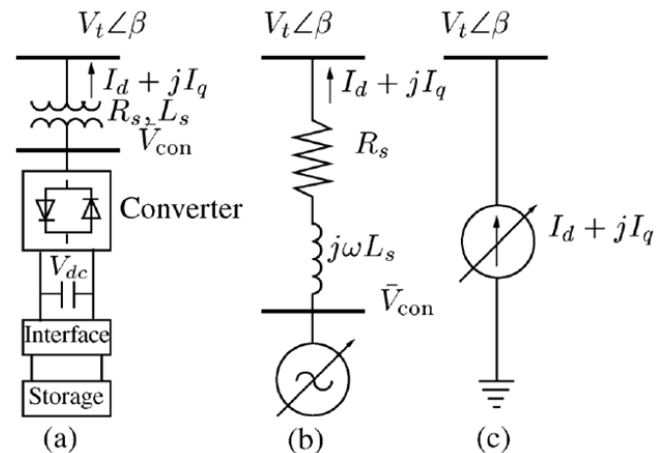 V_t∠β
I_d + jI_q
R_s, L_s
V̄_con
Converter
V_dc
Interface
Storage
(a)
V_t∠β
I_d + jI_q
R_s
jωL_s
V̄_con
(b)
V_t∠β
I_d + jI_q
(c)